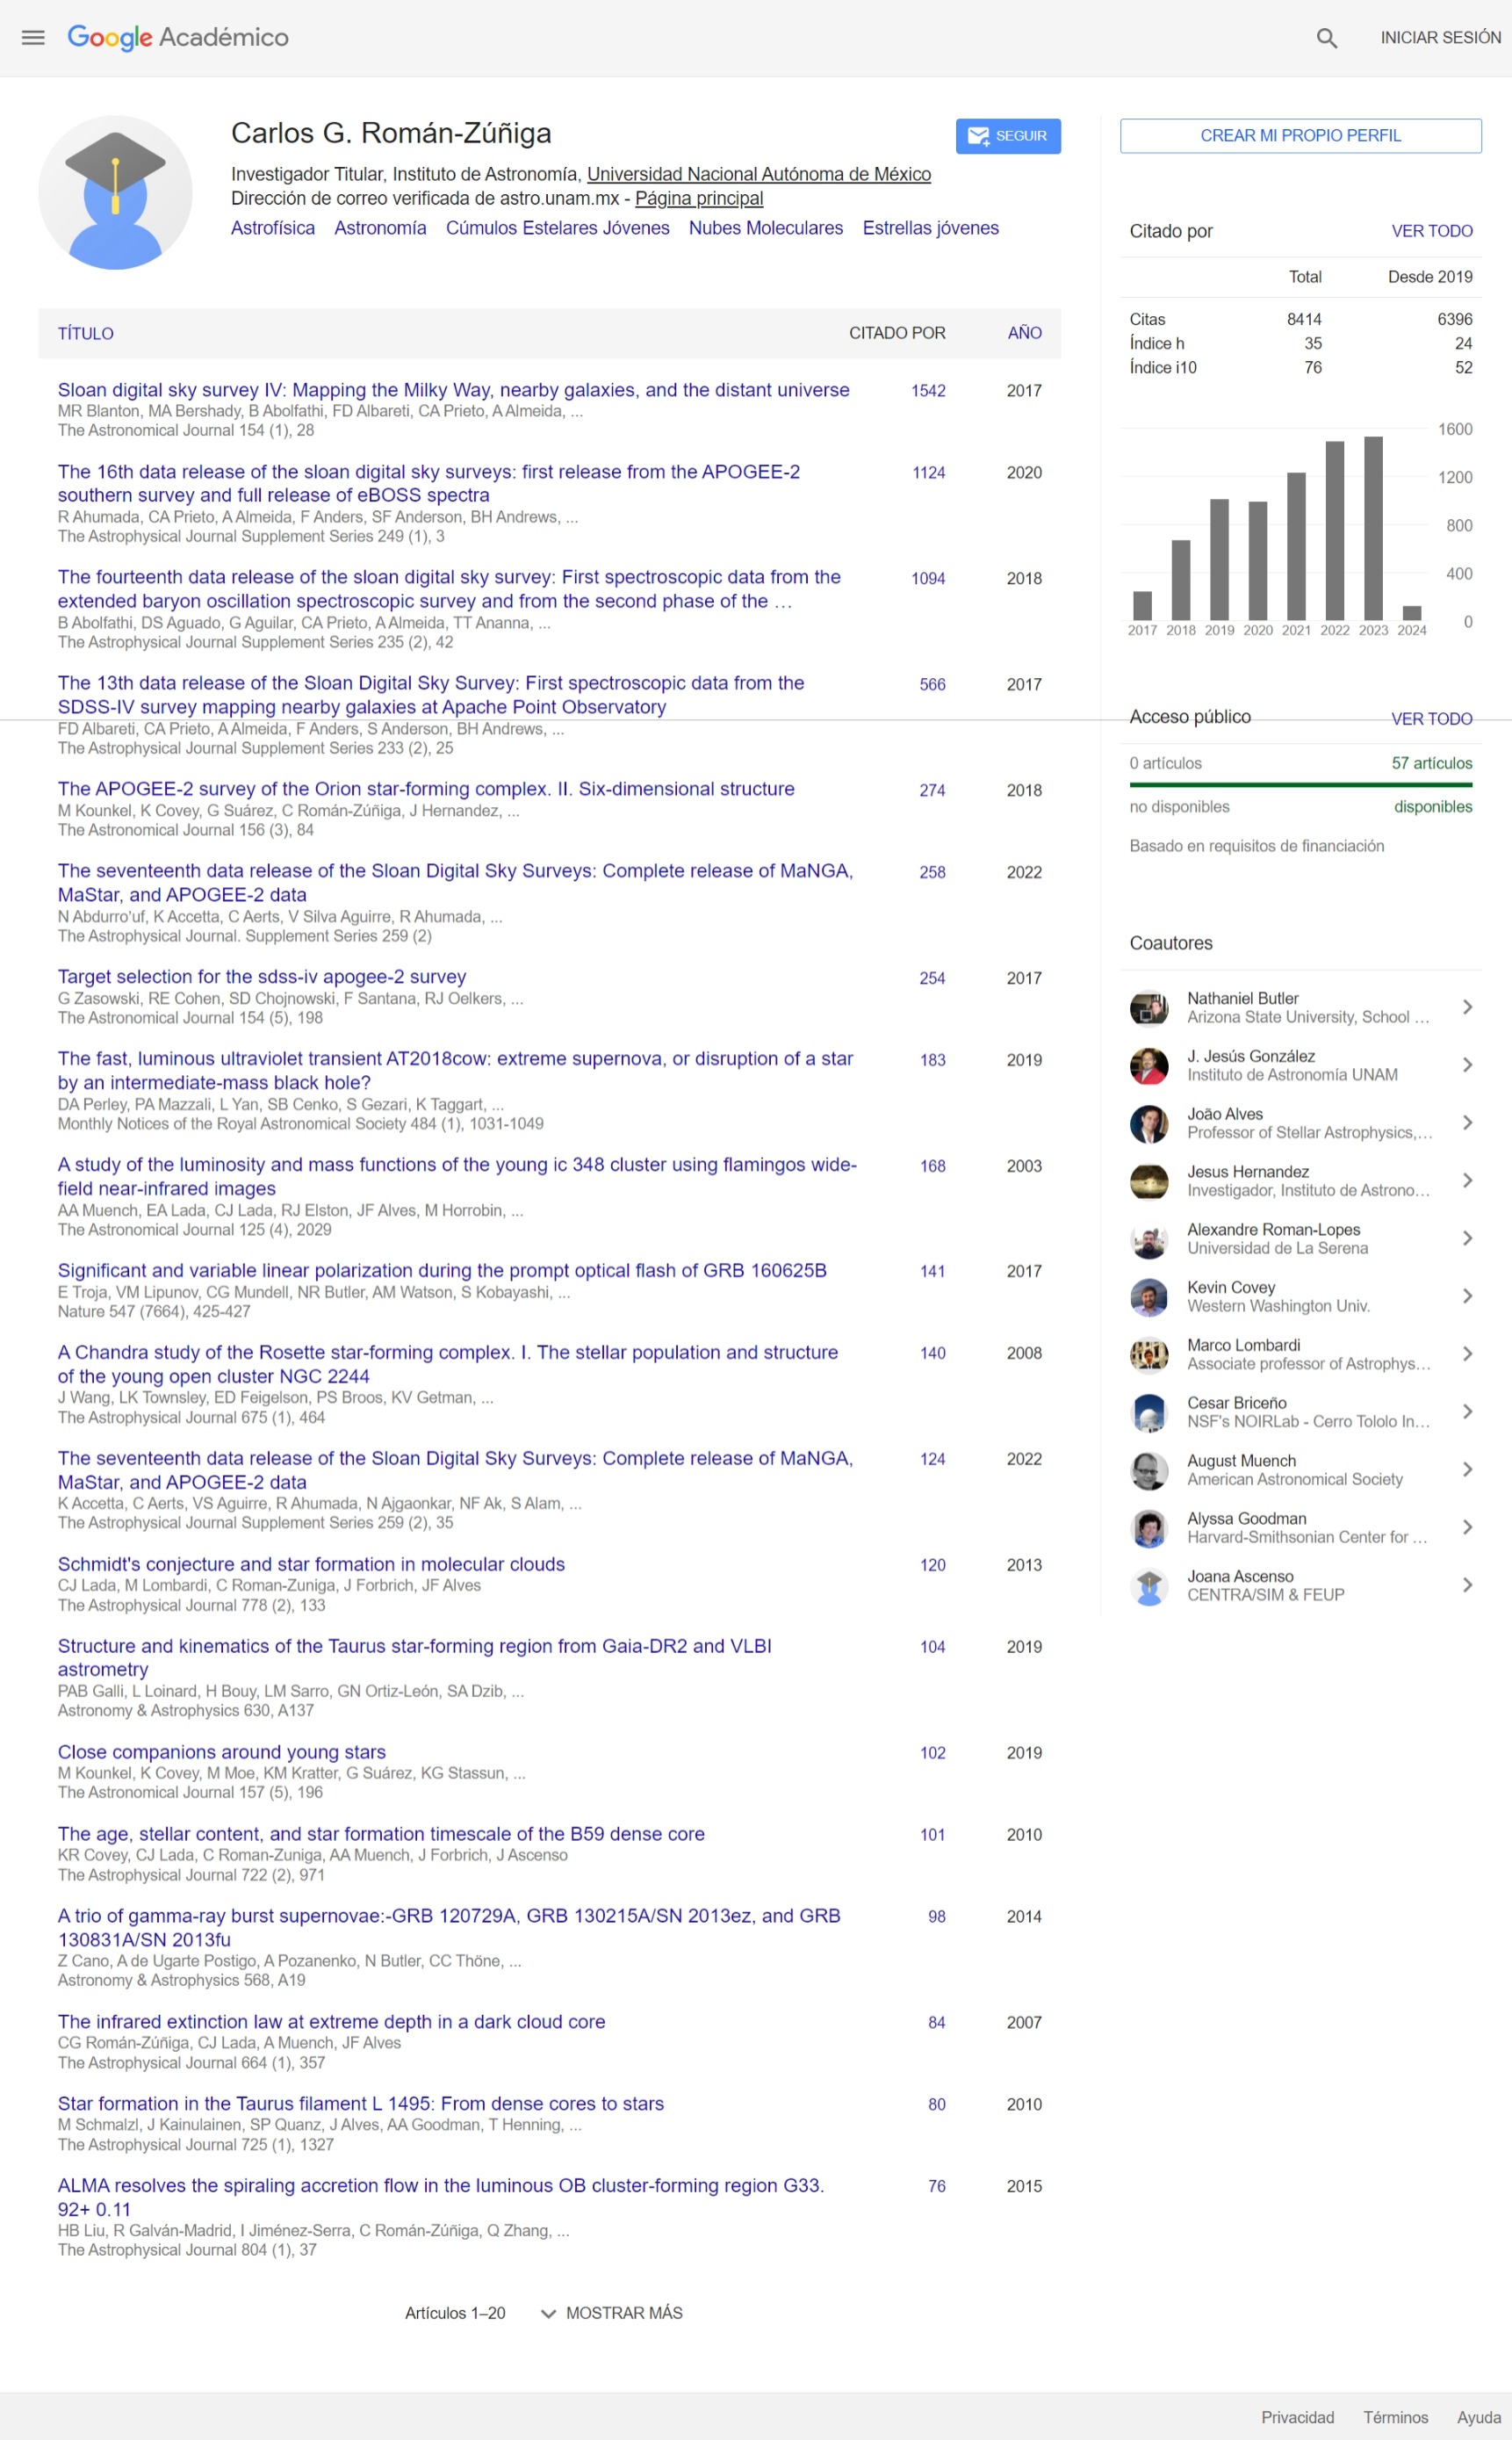 Google Académico
INICIAR SESIÓN
Carlos G. Román-Zúñiga
SEGUIR
Investigador Titular, Instituto de Astronomía, Universidad Nacional Autónoma de México
Dirección de correo verificada de astro.unam.mx - Página principal
Astrofísica Astronomía Cúmulos Estelares Jóvenes Nubes Moleculares Estrellas jóvenes
TÍTULO CITADO POR AÑO
Sloan digital sky survey IV: Mapping the Milky Way, nearby galaxies, and the distant universe 1542 2017
MR Blanton, MA Bershady, B Abolfathi, FD Albareti, CA Prieto, A Almeida, ...
The Astronomical Journal 154 (1), 28
The 16th data release of the sloan digital sky surveys: first release from the APOGEE-2 1124 2020
southern survey and full release of eBOSS spectra
R Ahumada, CA Prieto, A Almeida, F Anders, SF Anderson, BH Andrews, ...
The Astrophysical Journal Supplement Series 249 (1), 3
The fourteenth data release of the sloan digital sky survey: First spectroscopic data from the 1094 2018
extended baryon oscillation spectroscopic survey and from the second phase of the …
B Abolfathi, DS Aguado, G Aguilar, CA Prieto, A Almeida, TT Ananna, ...
The Astrophysical Journal Supplement Series 235 (2), 42
The 13th data release of the Sloan Digital Sky Survey: First spectroscopic data from the 566 2017
SDSS-IV survey mapping nearby galaxies at Apache Point Observatory
FD Albareti, CA Prieto, A Almeida, F Anders, S Anderson, BH Andrews, ...
The Astrophysical Journal Supplement Series 233 (2), 25
The APOGEE-2 survey of the Orion star-forming complex. II. Six-dimensional structure 274 2018
M Kounkel, K Covey, G Suárez, C Román-Zúñiga, J Hernandez, ...
The Astronomical Journal 156 (3), 84
The seventeenth data release of the Sloan Digital Sky Surveys: Complete release of MaNGA, 258 2022
MaStar, and APOGEE-2 data
N Abdurro'uf, K Accetta, C Aerts, V Silva Aguirre, R Ahumada, ...
The Astrophysical Journal. Supplement Series 259 (2)
Target selection for the sdss-iv apogee-2 survey 254 2017
G Zasowski, RE Cohen, SD Chojnowski, F Santana, RJ Oelkers, ...
The Astronomical Journal 154 (5), 198
The fast, luminous ultraviolet transient AT2018cow: extreme supernova, or disruption of a star 183 2019
by an intermediate-mass black hole?
DA Perley, PA Mazzali, L Yan, SB Cenko, S Gezari, K Taggart, ...
Monthly Notices of the Royal Astronomical Society 484 (1), 1031-1049
A study of the luminosity and mass functions of the young ic 348 cluster using flamingos wide- 168 2003
field near-infrared images
AA Muench, EA Lada, CJ Lada, RJ Elston, JF Alves, M Horrobin, ...
The Astronomical Journal 125 (4), 2029
Significant and variable linear polarization during the prompt optical flash of GRB 160625B 141 2017
E Troja, VM Lipunov, CG Mundell, NR Butler, AM Watson, S Kobayashi, ...
Nature 547 (7664), 425-427
A Chandra study of the Rosette star-forming complex. I. The stellar population and structure 140 2008
of the young open cluster NGC 2244
J Wang, LK Townsley, ED Feigelson, PS Broos, KV Getman, ...
The Astrophysical Journal 675 (1), 464
The seventeenth data release of the Sloan Digital Sky Surveys: Complete release of MaNGA, 124 2022
MaStar, and APOGEE-2 data
K Accetta, C Aerts, VS Aguirre, R Ahumada, N Ajgaonkar, NF Ak, S Alam, ...
The Astrophysical Journal Supplement Series 259 (2), 35
Schmidt's conjecture and star formation in molecular clouds 120 2013
CJ Lada, M Lombardi, C Roman-Zuniga, J Forbrich, JF Alves
The Astrophysical Journal 778 (2), 133
Structure and kinematics of the Taurus star-forming region from Gaia-DR2 and VLBI 104 2019
astrometry
PAB Galli, L Loinard, H Bouy, LM Sarro, GN Ortiz-León, SA Dzib, ...
Astronomy & Astrophysics 630, A137
Close companions around young stars 102 2019
M Kounkel, K Covey, M Moe, KM Kratter, G Suárez, KG Stassun, ...
The Astronomical Journal 157 (5), 196
The age, stellar content, and star formation timescale of the B59 dense core 101 2010
KR Covey, CJ Lada, C Roman-Zuniga, AA Muench, J Forbrich, J Ascenso
The Astrophysical Journal 722 (2), 971
A trio of gamma-ray burst supernovae:-GRB 120729A, GRB 130215A/SN 2013ez, and GRB 98 2014
130831A/SN 2013fu
Z Cano, A de Ugarte Postigo, A Pozanenko, N Butler, CC Thöne, ...
Astronomy & Astrophysics 568, A19
The infrared extinction law at extreme depth in a dark cloud core 84 2007
CG Román-Zúñiga, CJ Lada, A Muench, JF Alves
The Astrophysical Journal 664 (1), 357
Star formation in the Taurus filament L 1495: From dense cores to stars 80 2010
M Schmalzl, J Kainulainen, SP Quanz, J Alves, AA Goodman, T Henning, ...
The Astrophysical Journal 725 (1), 1327
ALMA resolves the spiraling accretion flow in the luminous OB cluster-forming region G33. 76 2015
92+ 0.11
HB Liu, R Galván-Madrid, I Jiménez-Serra, C Román-Zúñiga, Q Zhang, ...
The Astrophysical Journal 804 (1), 37
Artículos 1–20 MOSTRAR MÁS
CREAR MI PROPIO PERFIL
Citado por VER TODO
Total Desde 2019
Citas 8414 6396
Índice h 35 24
Índice i10 76 52
1600
1200
800
400
0
2017 2018 2019 2020 2021 2022 2023 2024
Acceso público VER TODO
0 artículos 57 artículos
no disponibles disponibles
Basado en requisitos de financiación
Coautores
Nathaniel Butler
Arizona State University, School …
J. Jesús González
Instituto de Astronomía UNAM
João Alves
Professor of Stellar Astrophysics,…
Jesus Hernandez
Investigador, Instituto de Astrono…
Alexandre Roman-Lopes
Universidad de La Serena
Kevin Covey
Western Washington Univ.
Marco Lombardi
Associate professor of Astrophys…
Cesar Briceño
NSF's NOIRLab - Cerro Tololo In…
August Muench
American Astronomical Society
Alyssa Goodman
Harvard-Smithsonian Center for …
Joana Ascenso
CENTRA/SIM & FEUP
Privacidad Términos Ayuda